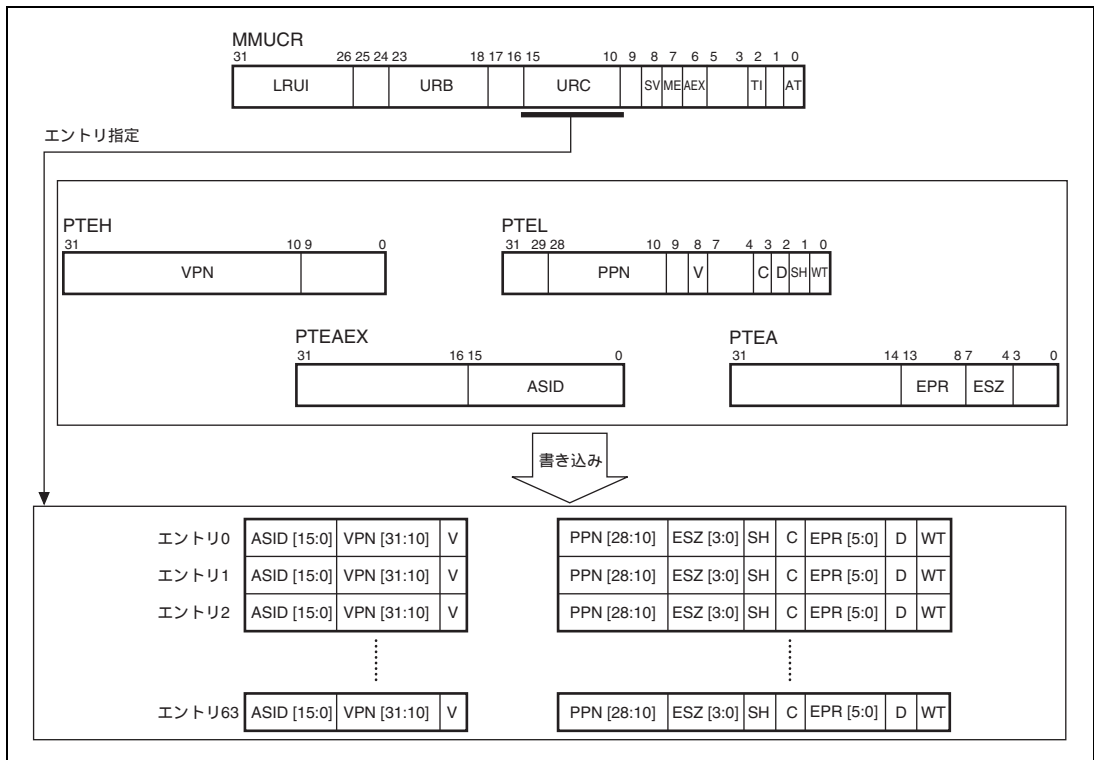 MMUCR
31 26 25 24 23 18 17 16 15 10 9 8 7 6 5 3 2 1 0
LRUI URB URC SV ME AEX TI AT
エントリ指定
PTEH
31 10 9 0
VPN
PTEL
31 29 28 10 9 8 7 4 3 2 1 0
PPN V C D SH WT
PTEAEX
31 16 15 0
ASID
PTEA
31 14 13 8 7 4 3 0
EPR ESZ
書き込み
エントリ0 ASID [15:0] VPN [31:10] V PPN [28:10] ESZ [3:0] SH C EPR [5:0] D WT
エントリ1 ASID [15:0] VPN [31:10] V PPN [28:10] ESZ [3:0] SH C EPR [5:0] D WT
エントリ2 ASID [15:0] VPN [31:10] V PPN [28:10] ESZ [3:0] SH C EPR [5:0] D WT
エントリ63 ASID [15:0] VPN [31:10] V PPN [28:10] ESZ [3:0] SH C EPR [5:0] D WT